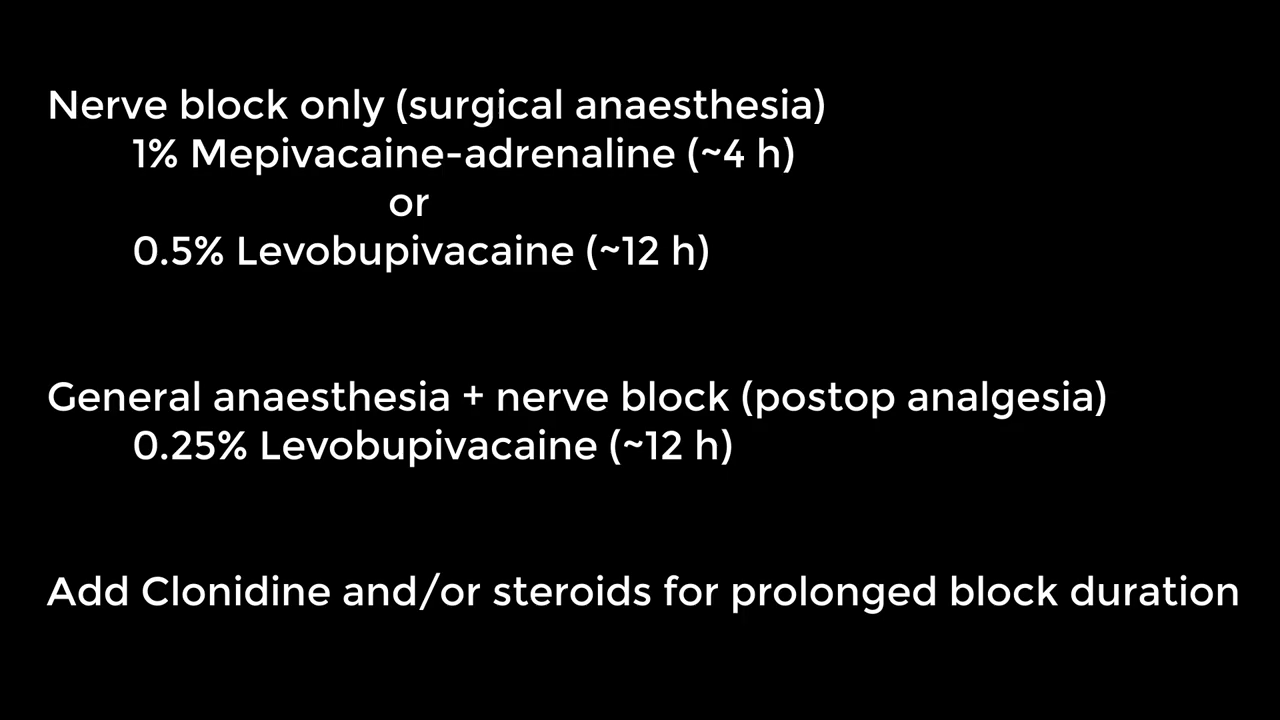 Nerve block only (surgical anaesthesia)
1% Mepivacaine-adrenaline (~4 h)
or
0.5% Levobupivacaine (~12 h)
General anaesthesia + nerve block (postop analgesia)
0.25% Levobupivacaine (~12 h)
Add Clonidine and/or steroids for prolonged block duration